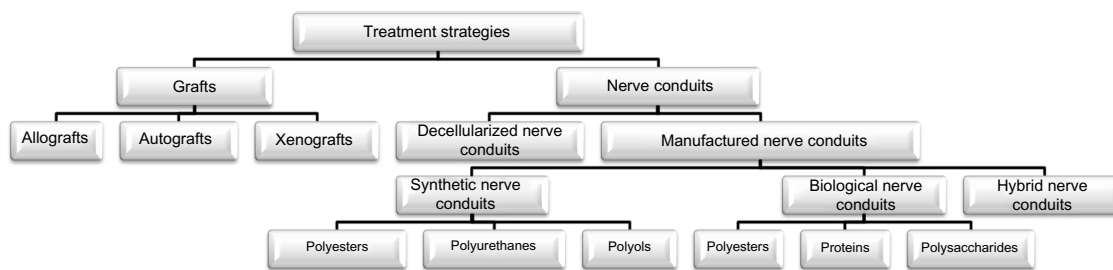 Treatment strategies
Grafts
Nerve conduits
Allografts
Autografts
Xenografts
Decellularized nerve
conduits
Manufactured nerve conduits
Synthetic nerve
conduits
Biological nerve
conduits
Hybrid nerve
conduits
Polyesters
Polyurethanes
Polyols
Polyesters
Proteins
Polysaccharides